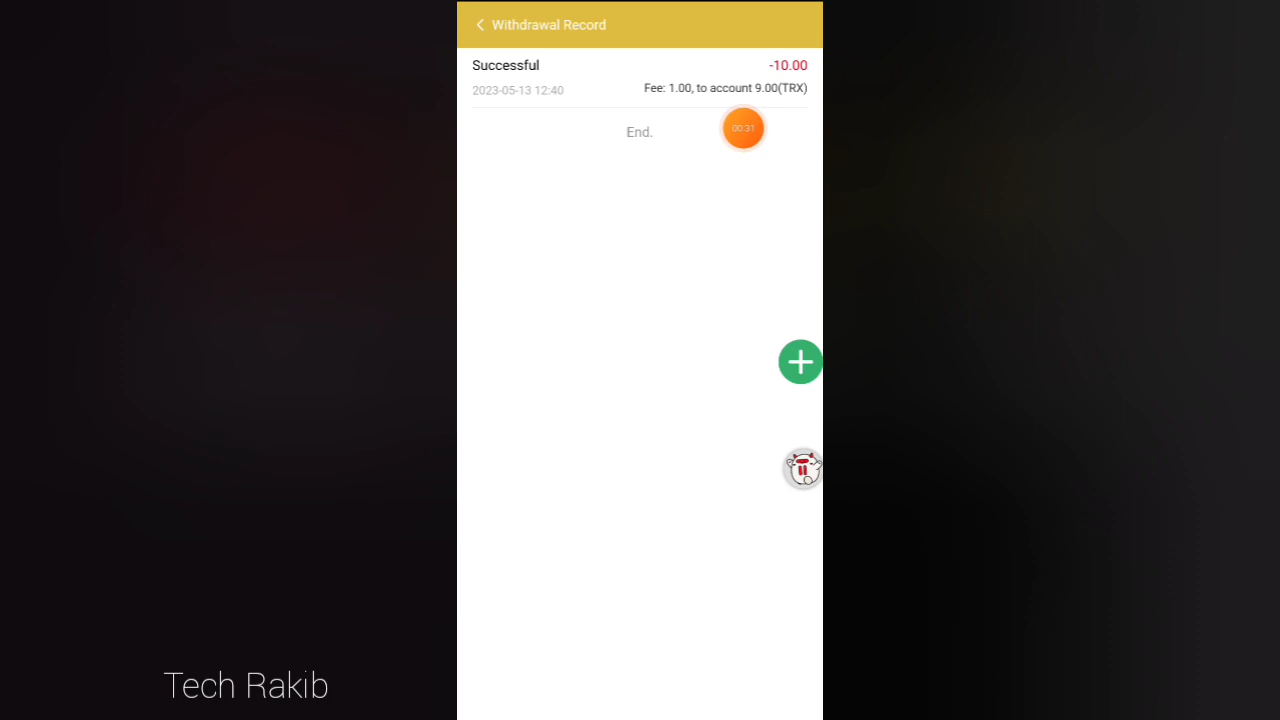 Withdrawal Record
Successful
-10.00
2023-05-13 12:40
Fee: 1.00, to account 9.00(TRX)
End.
00:31
Tech Rakib